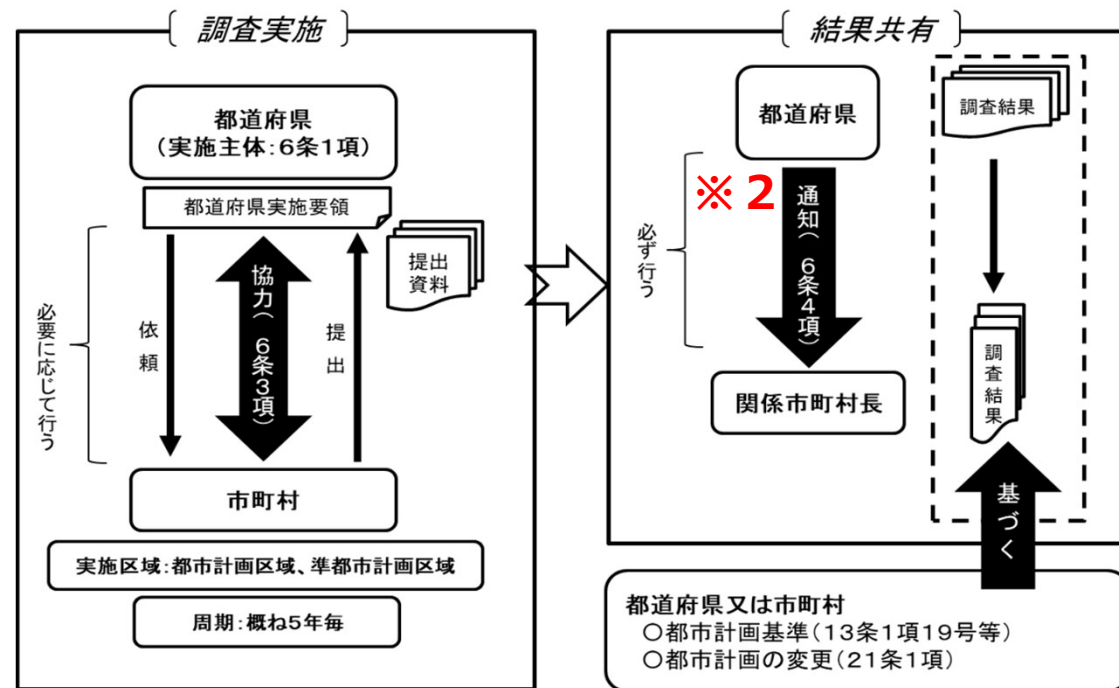 調査実施
都道府県
(実施主体:6条1項)
都道府県実施要領
提出
資料
必要に応じて行う
依頼
協力(6条3項)
提出
市町村
実施区域:都市計画区域、準都市計画区域
周期:概ね5年毎
結果共有
都道府県
※2
必ず行う
通知(6条4項)
関係市町村長
調査結果
調査結果
基づく
都道府県又は市町村
○都市計画基準(13条1項19号等)
○都市計画の変更(21条1項)